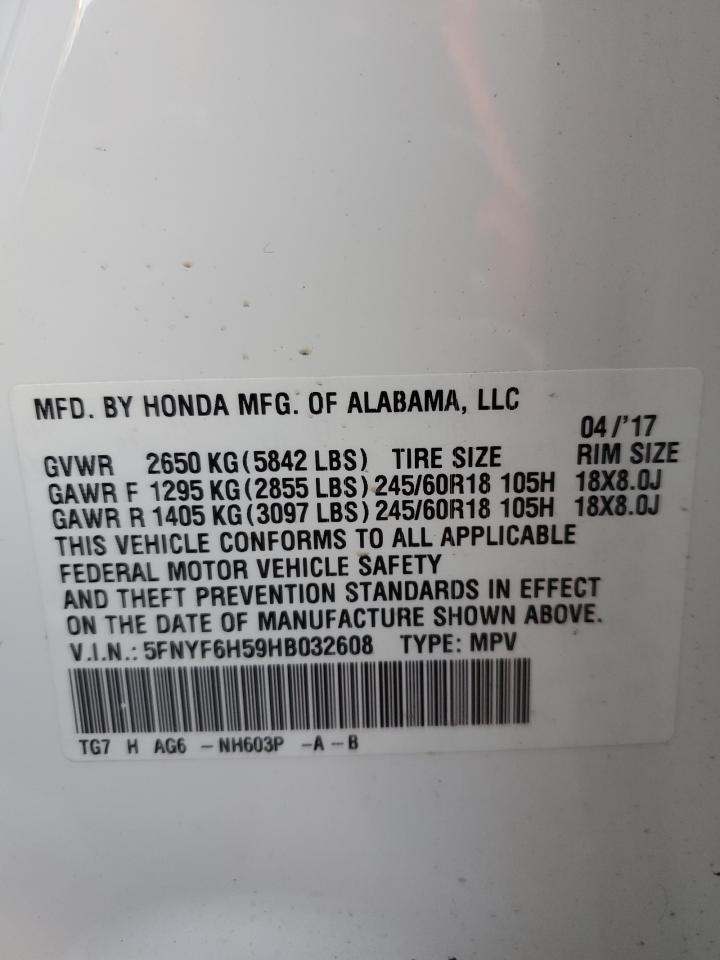 MFD. BY HONDA MFG. OF ALABAMA, LLC
04/'17
GVWR 2650 KG(5842 LBS) TIRE SIZE RIM SIZE
GAWR F 1295 KG(2855 LBS) 245/60R18 105H 18X8.0J
GAWR R 1405 KG(3097 LBS) 245/60R18 105H 18X8.0J
THIS VEHICLE CONFORMS TO ALL APPLICABLE
FEDERAL MOTOR VEHICLE SAFETY
AND THEFT PREVENTION STANDARDS IN EFFECT
ON THE DATE OF MANUFACTURE SHOWN ABOVE.
V.I.N.: 5FNYF6H59HB032608 TYPE: MPV
TG7 H AG6 -NH603P -A-B